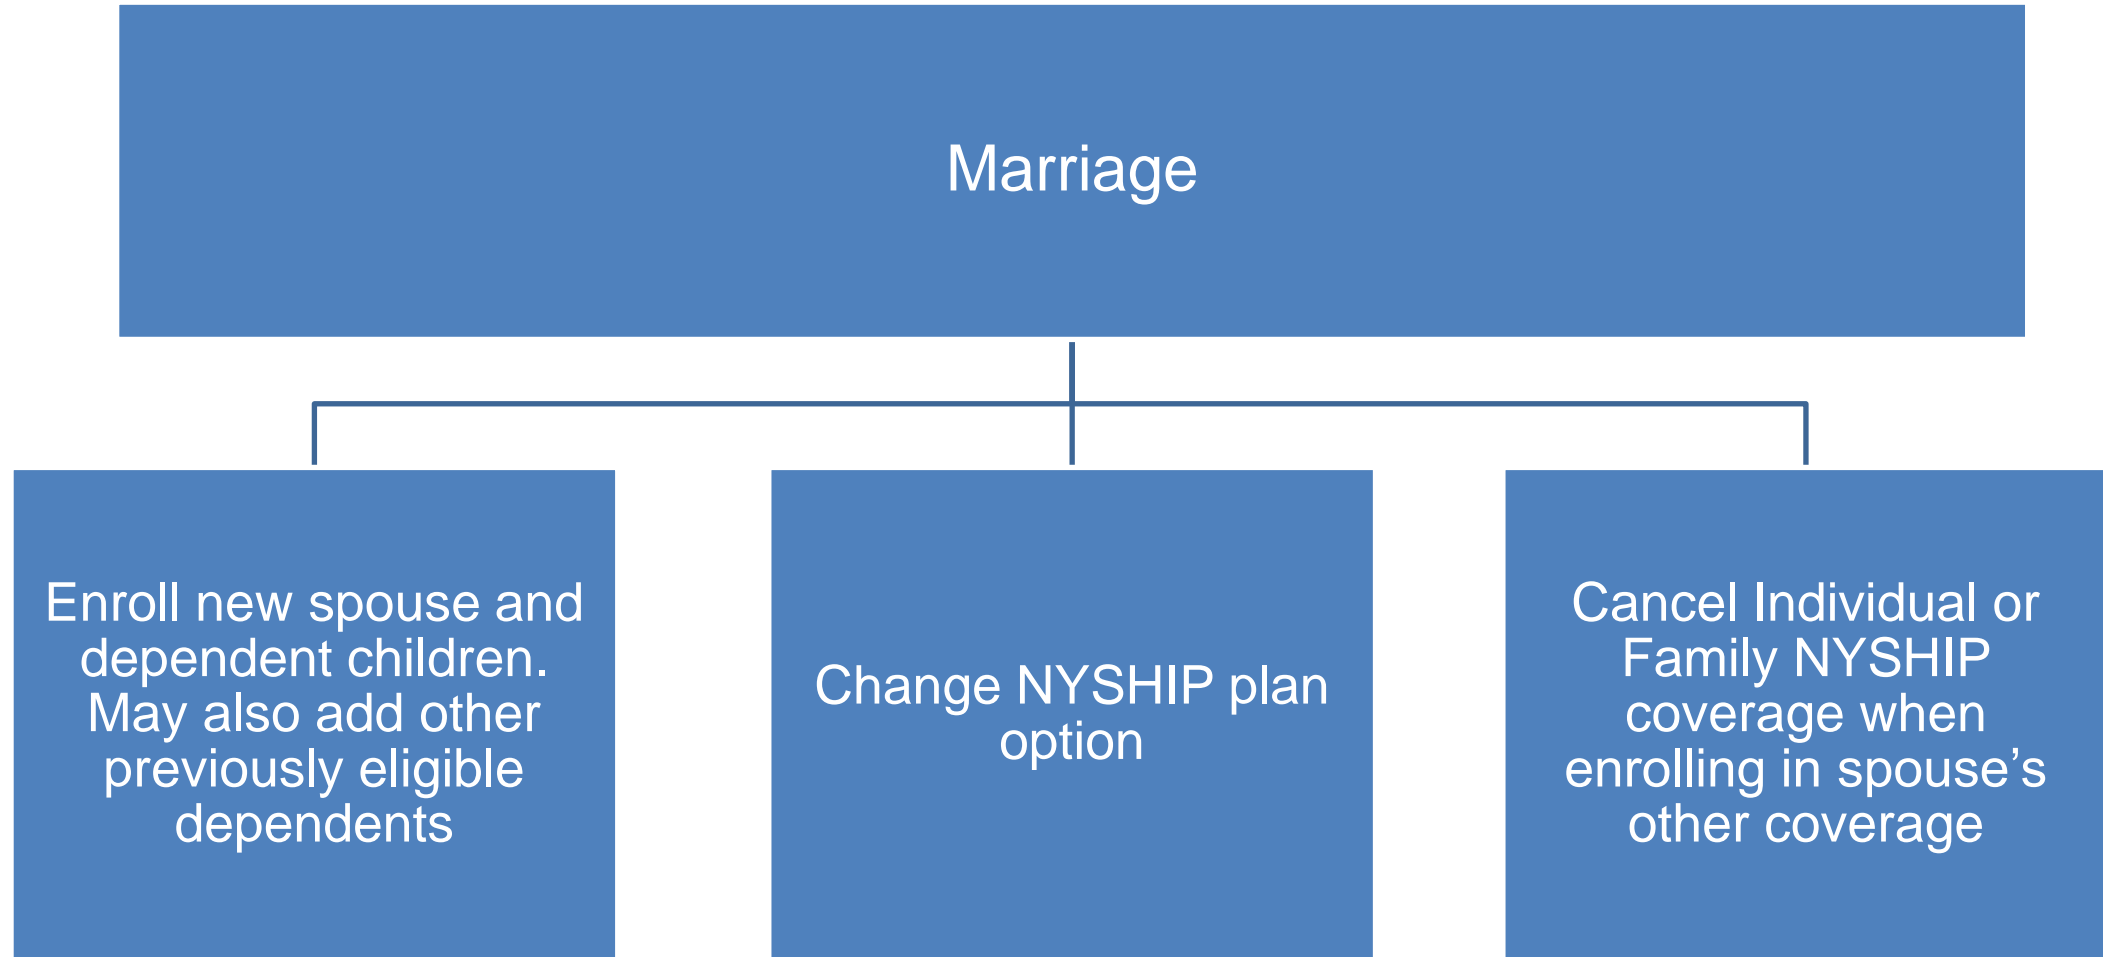 Marriage
Enroll new spouse and
dependent children.
May also add other
previously eligible
dependents
Change NYSHIP plan
option
Cancel Individual or
Family NYSHIP
coverage when
enrolling in spouse’s
other coverage